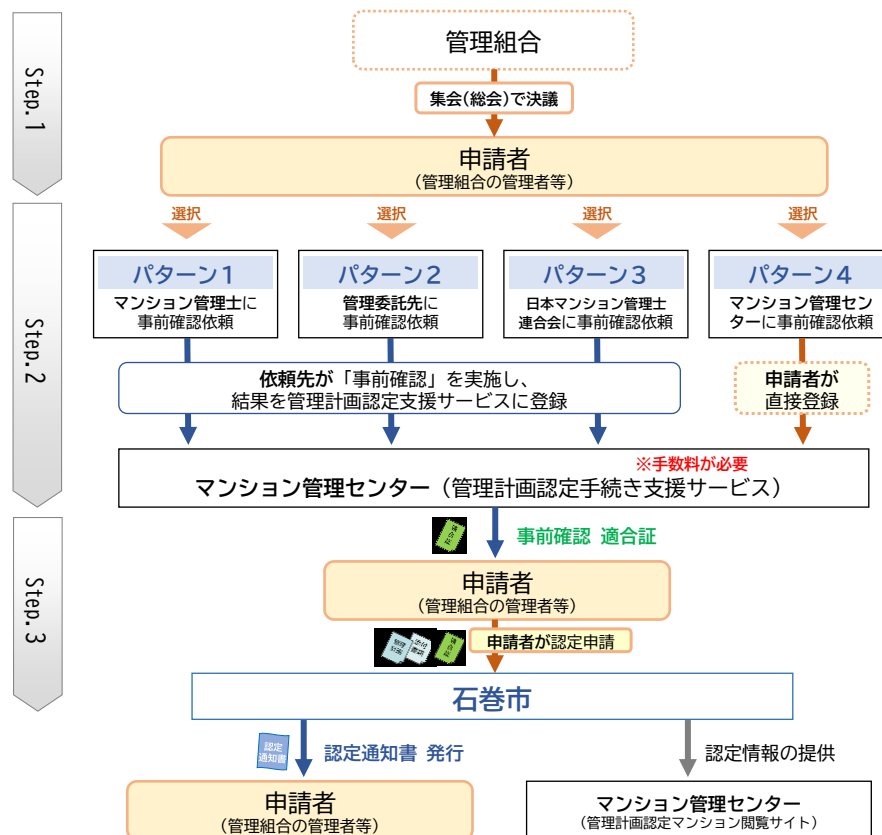 Step.1
管理組合
集会(総会)で決議
申請者
(管理組合の管理者等)
Step.2
選択
選択
選択
選択
パターン1
マンション管理士に
事前確認依頼
パターン2
管理委託先に
事前確認依頼
パターン3
日本マンション管理士
連合会に事前確認依頼
パターン4
マンション管理セン
ターに事前確認依頼
依頼先が「事前確認」を実施し、
結果を管理計画認定支援サービスに登録
申請者が
直接登録
※手数料が必要
マンション管理センター(管理計画認定手続き支援サービス)
Step.3
適合証
事前確認 適合証
申請者
(管理組合の管理者等)
管理計画
添付書類
適合証
申請者が認定申請
石巻市
認定
通知書
認定通知書 発行
認定情報の提供
申請者
(管理組合の管理者等)
マンション管理センター
(管理計画認定マンション閲覧サイト)